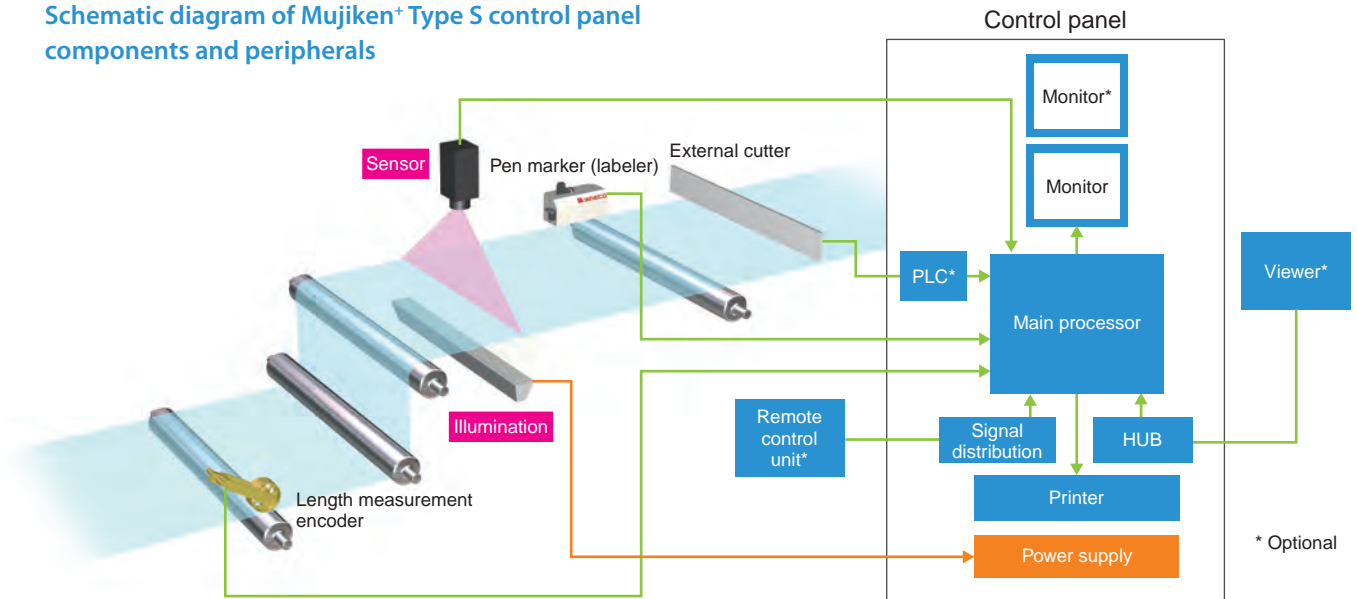 Schematic diagram of Mujiken+ Type S control panel
components and peripherals
Control panel
Monitor*
Sensor
Pen marker (labeler)
External cutter
Monitor
PLC*
Viewer*
Main processor
Illumination
Remote
control
unit*
Signal
distribution
HUB
Length measurement
encoder
Printer
Power supply
* Optional